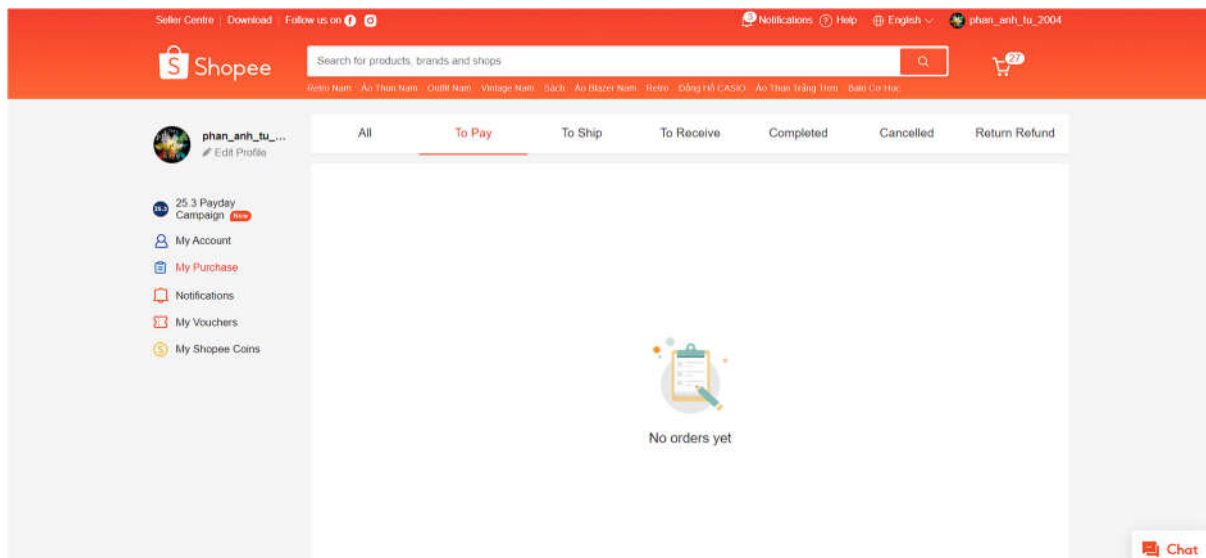 Seller Centre | Download | Follow us on
3
Notifications Help English phan_anh_tu_2004
Shopee
Search for products, brands and shops
27
Retro Nam Áo Thun Nam Outfit Nam Vintage Nam Sách Áo Blazer Nam Retro Đồng Hồ CASIO Áo Thun Trắng Trơn
phan_anh_tu_...
Edit Profile
All To Pay To Ship To Receive Completed Cancelled Return Refund
25.3
25.3 Payday
Campaign New
My Account
My Purchase
Notifications
My Vouchers
My Shopee Coins
No orders yet
Chat